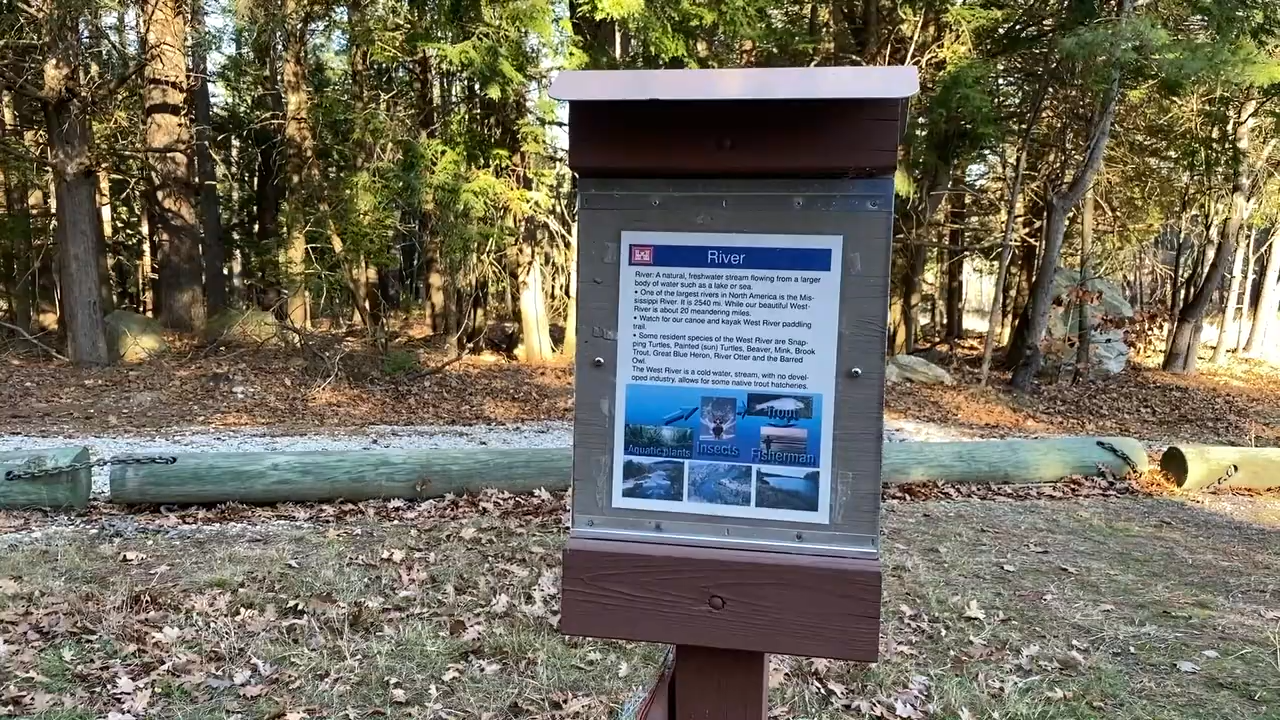 River
River: A natural, freshwater stream flowing from a larger
body of water such as a lake or sea.
• One of the largest rivers in North America is the Mis-
sissippi River. It is 2540 mi. While our beautiful West-
River is about 20 meandering miles.
• Watch for our canoe and kayak West River paddling
trail.
• Some resident species of the West River are Snap-
ping Turtles, Painted (sun) Turtles, Beaver, Mink, Brook
Trout, Great Blue Heron, River Otter and the Barred
Owl.
The West River is a cold water, stream, with no devel-
oped industry, allows for some native trout hatcheries.
Trout
Aquatic plants Insects Fisherman